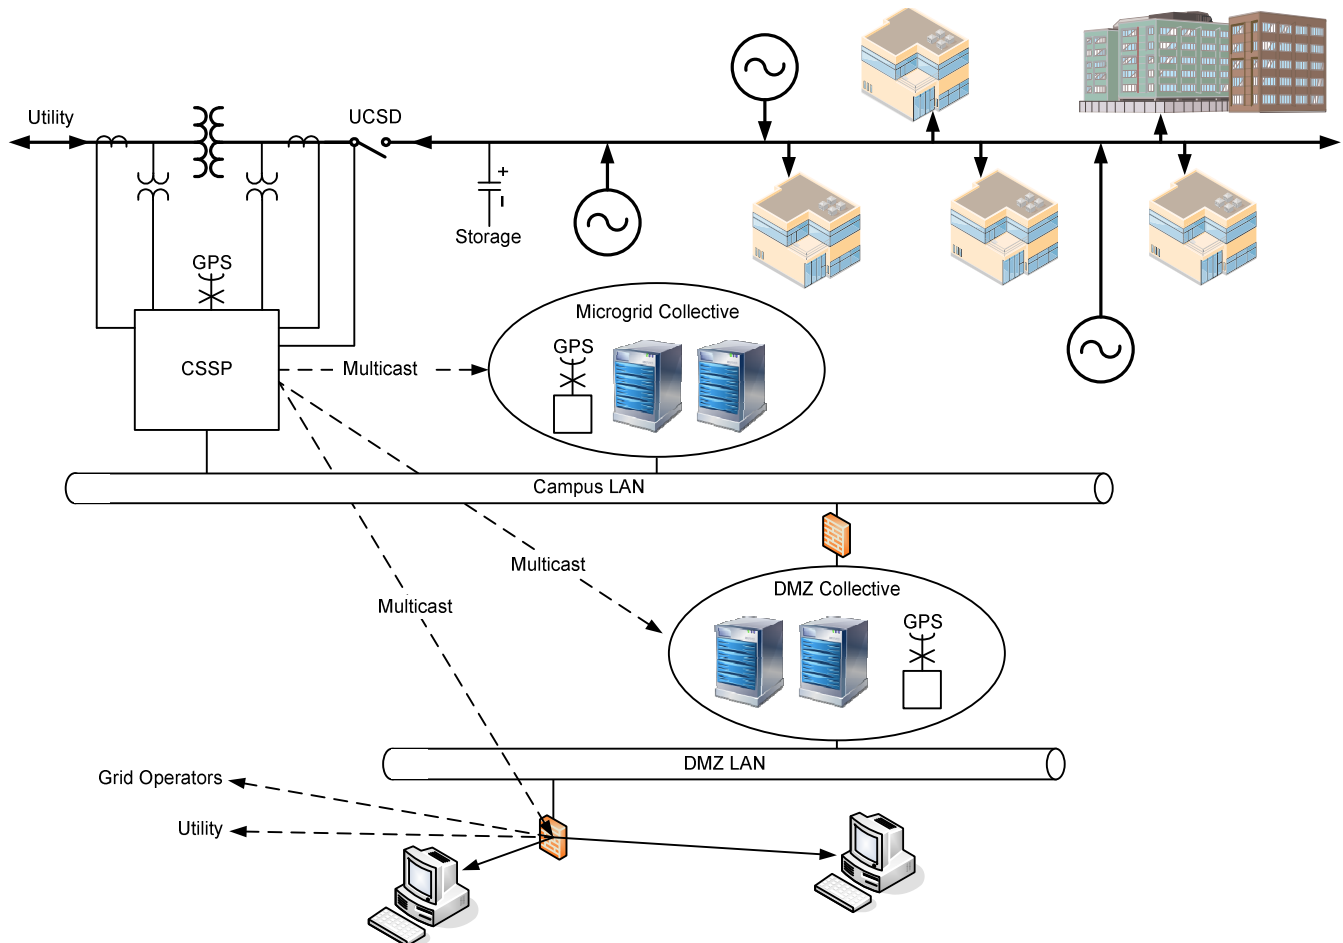 Utility
UCSD
+
-
Storage
GPS
CSSP
Multicast
Microgrid Collective
GPS
Campus LAN
Multicast
Multicast
DMZ Collective
GPS
DMZ LAN
Grid Operators
Utility